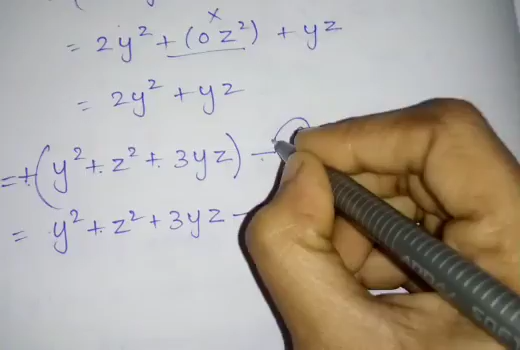 ×
= 2y² + (0z²) + yz
= 2y² + yz
= +(y² + z² + 3yz) -
= y² + z² + 3yz -